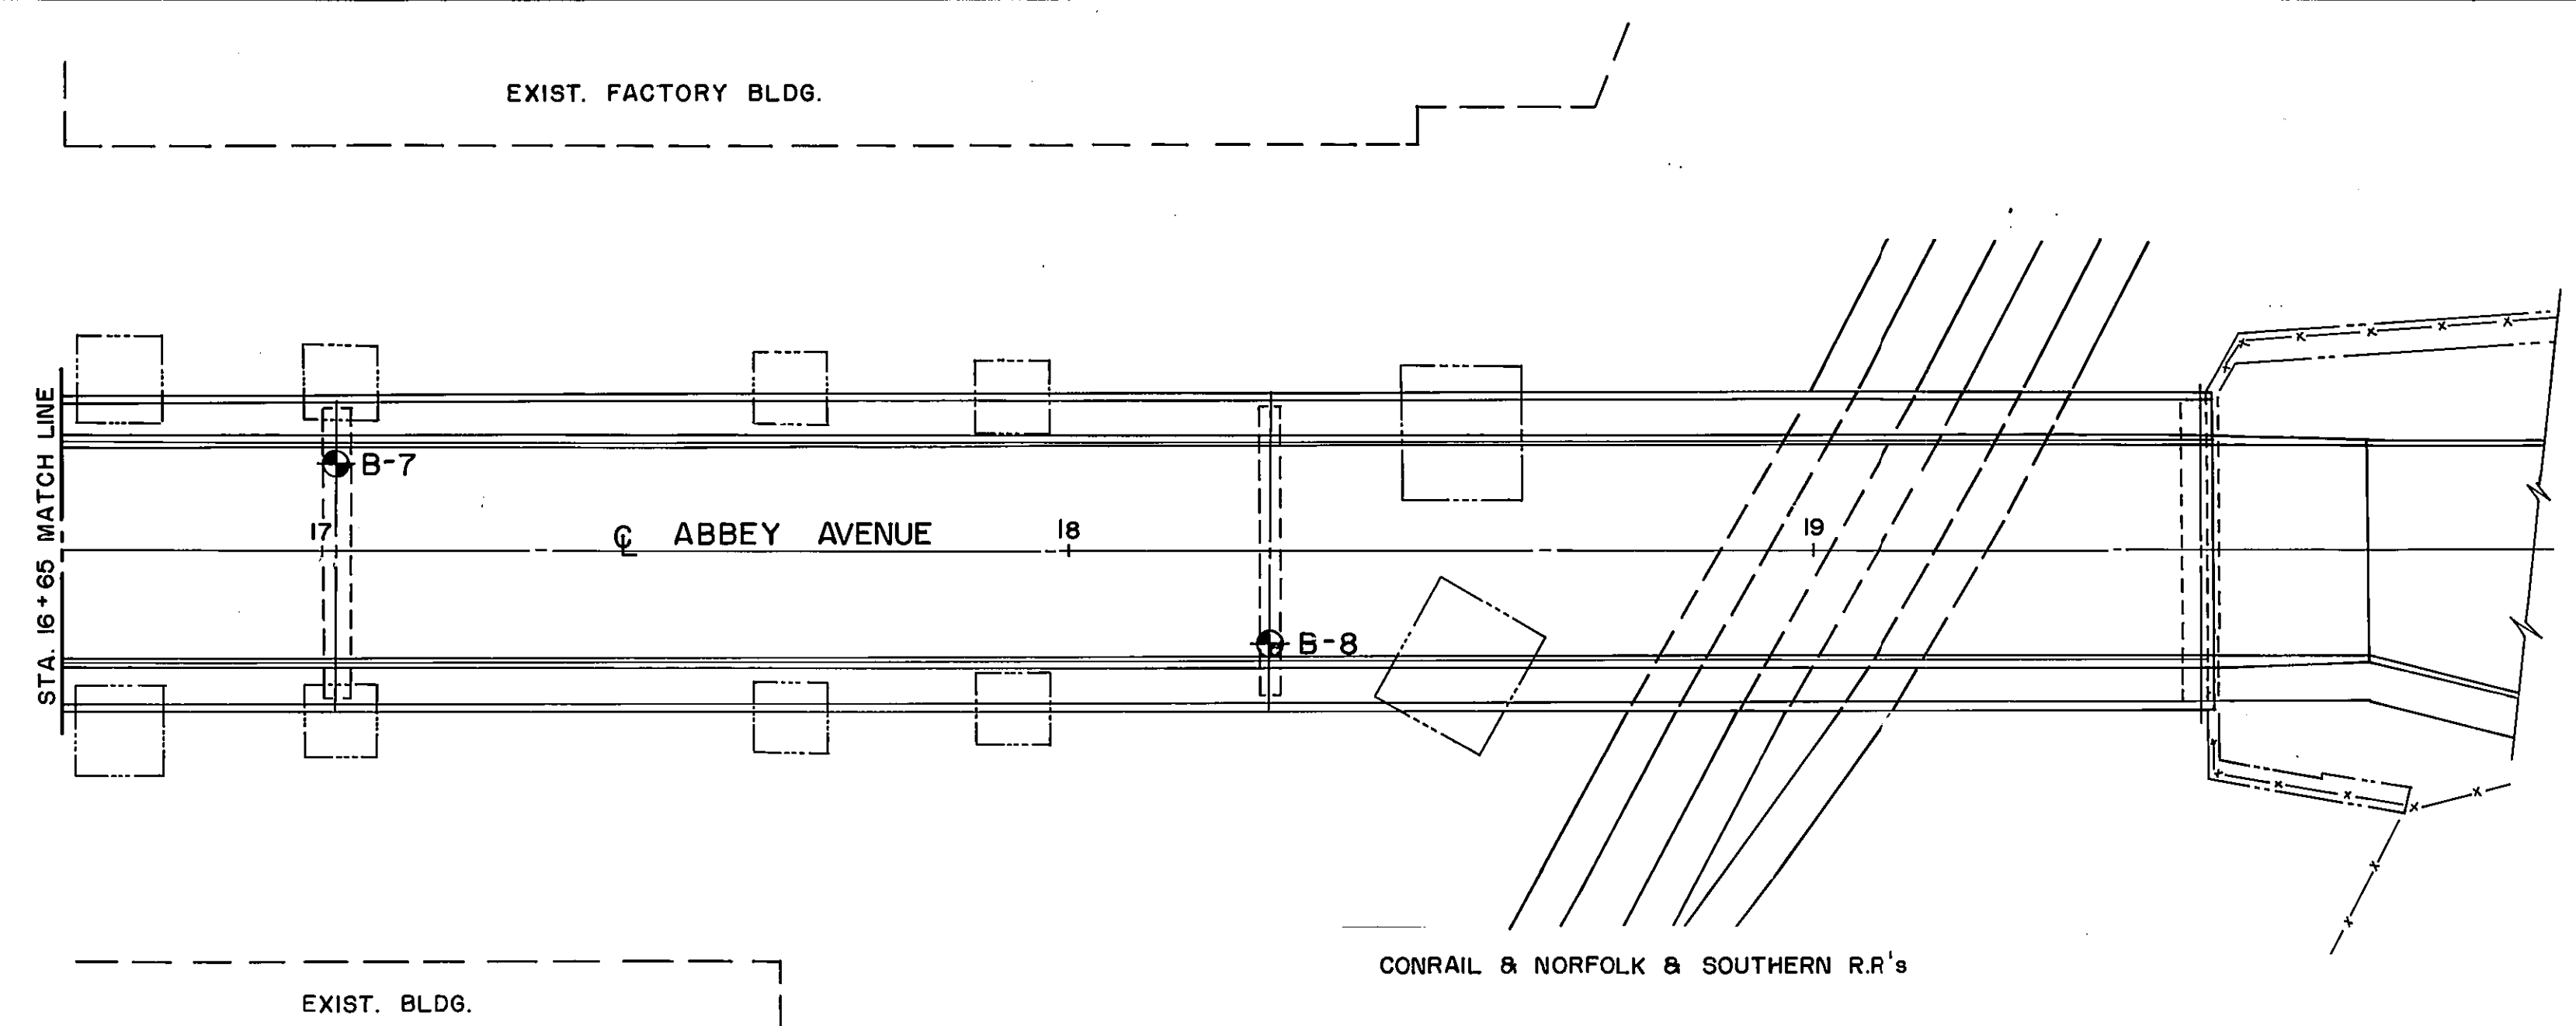 EXIST. FACTORY BLDG.
STA. 16+65 MATCH LINE
B-7
17
℄ ABBEY AVENUE
18
19
B-8
CONRAIL & NORFOLK & SOUTHERN R.R's
EXIST. BLDG.